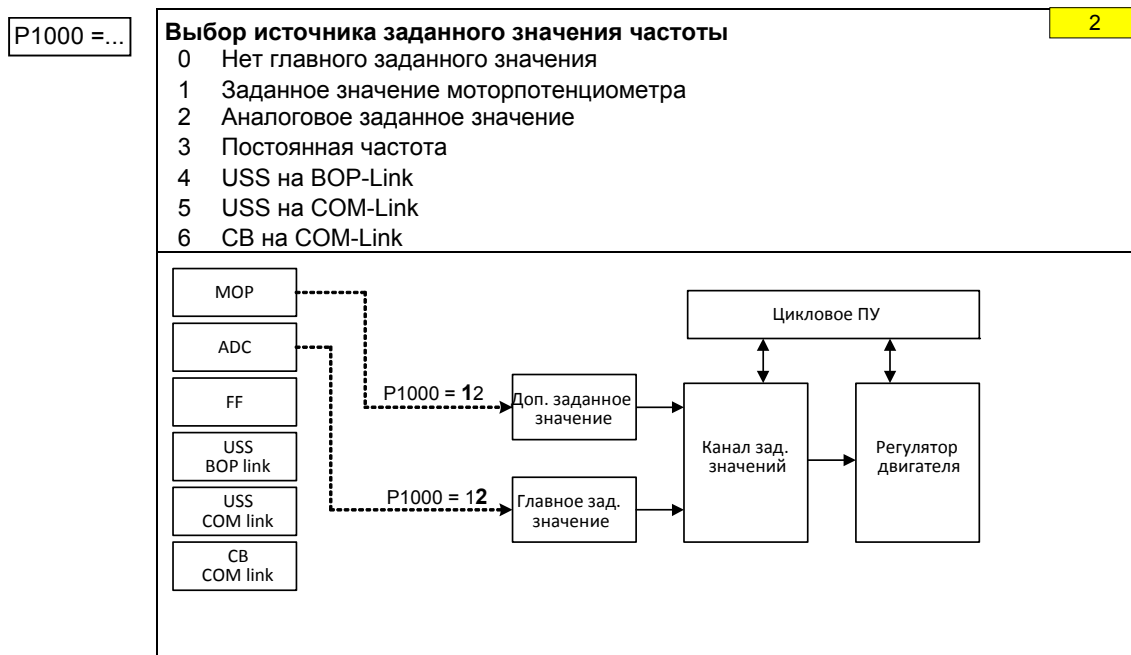 P1000 =...
Выбор источника заданного значения частоты
2
0 Нет главного заданного значения
1 Заданное значение моторпотенциометра
2 Аналоговое заданное значение
3 Постоянная частота
4 USS на BOP-Link
5 USS на COM-Link
6 CB на COM-Link
MOP
ADC
FF
USS
BOP link
USS
COM link
CB
COM link
P1000 = 12
P1000 = 12
Доп. заданное
значение
Главное зад.
значение
Цикловое ПУ
Канал зад.
значений
Регулятор
двигателя